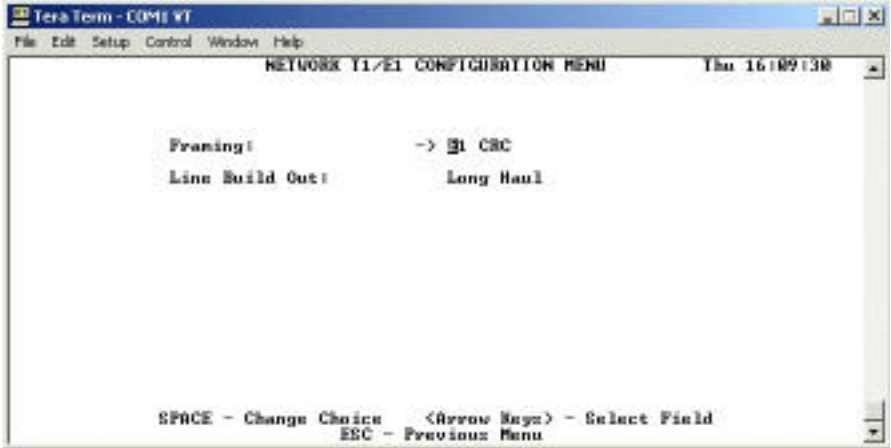 Tera Term - COM1 VT
File Edit Setup Control Window Help
NETWORK T1/E1 CONFIGURATION MENU Thu 16:09:30
Framing: -> E1 CRC
Line Build Out: Long Haul
SPACE - Change Choice <Arrow Keys> - Select Field
ESC - Previous Menu